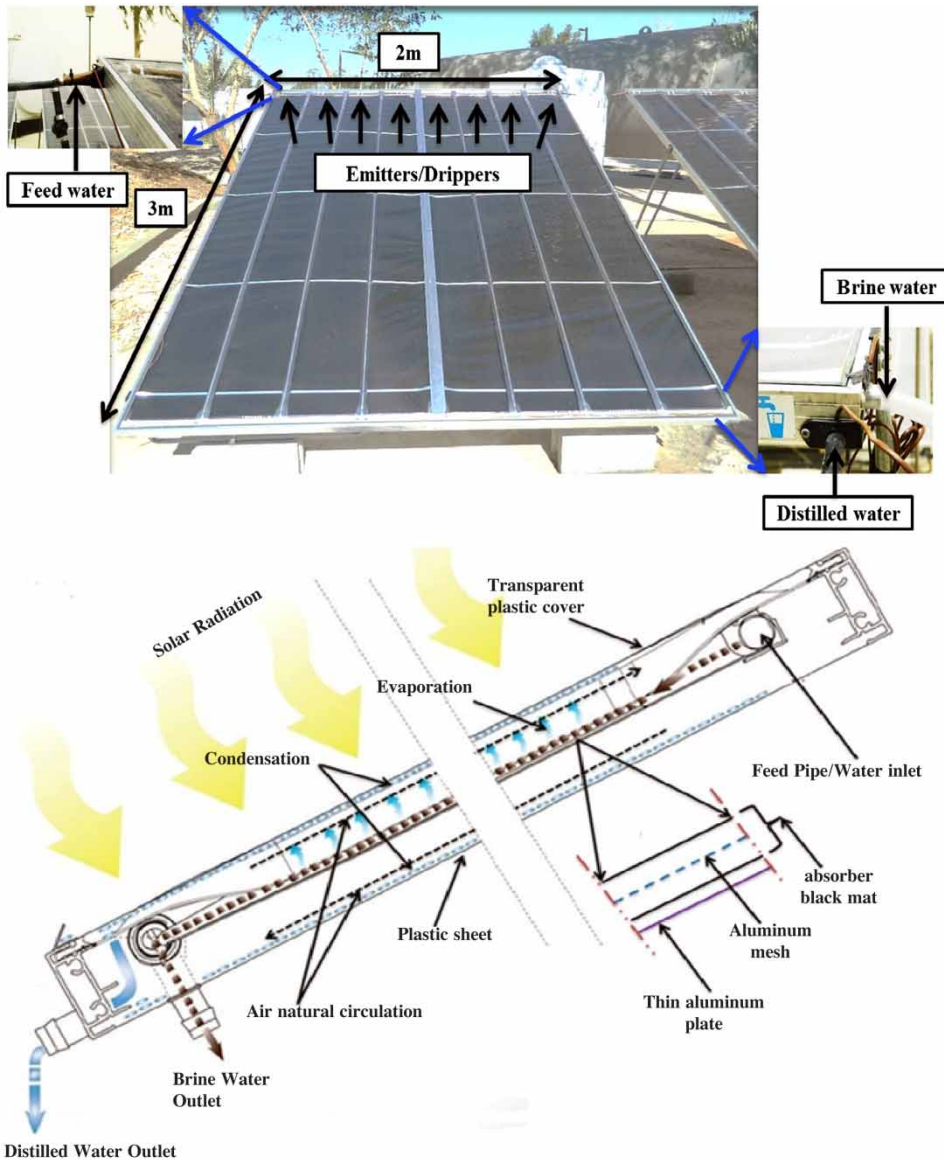 2m
Feed water
Emitters/Drippers
3m
Brine water
Distilled water
Solar Radiation
Transparent
plastic cover
Evaporation
Condensation
Feed Pipe/Water inlet
absorber
black mat
Plastic sheet
Aluminum
mesh
Air natural circulation
Thin aluminum
plate
Brine Water
Outlet
Distilled Water Outlet